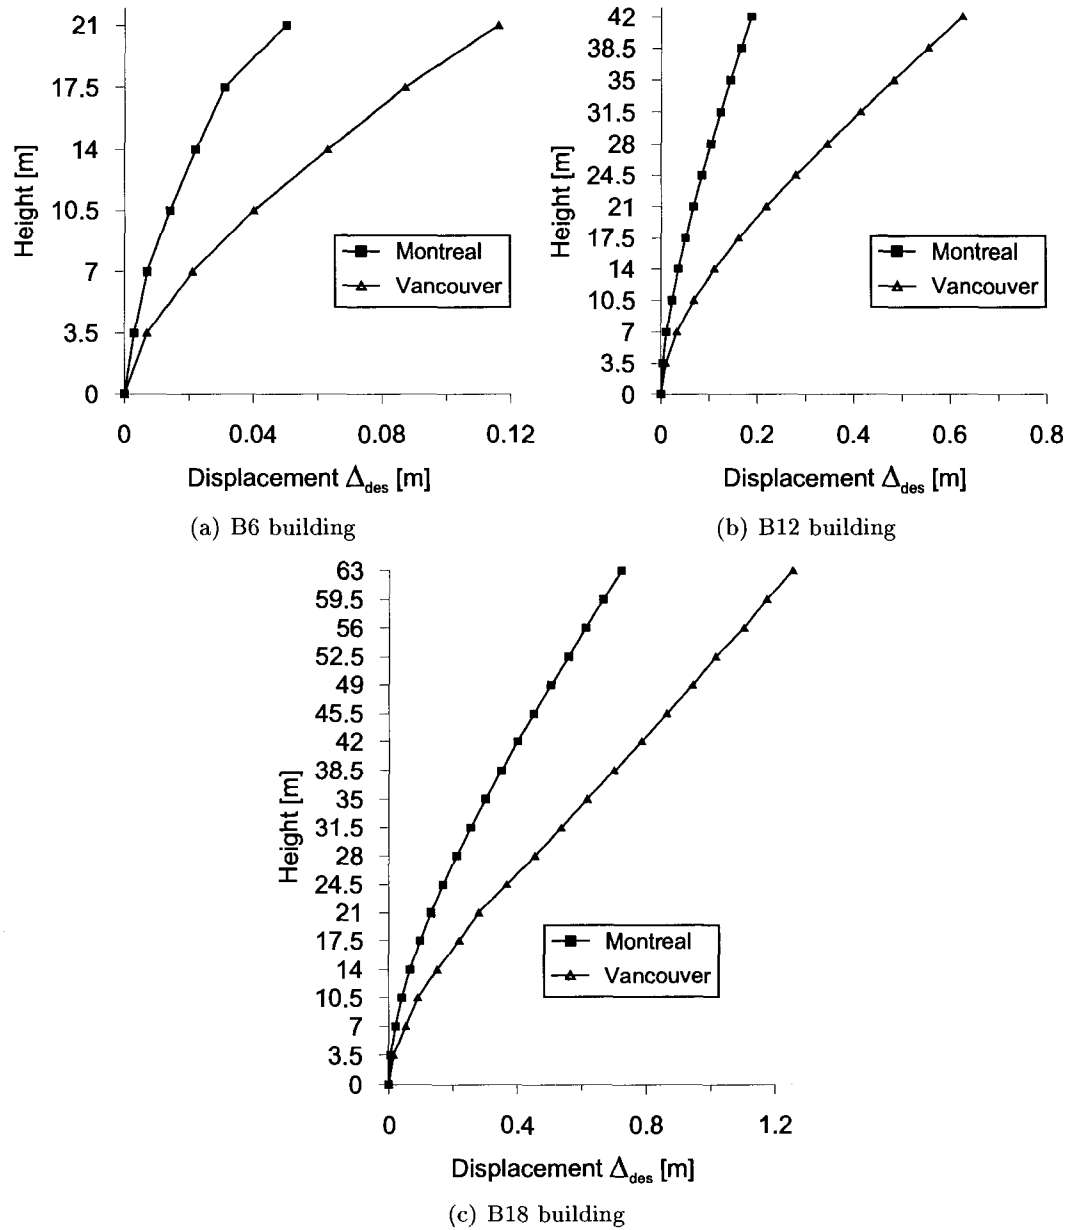 21
17.5
14
10.5
7
3.5
0
Height [m]
Montreal
Vancouver
0 0.04 0.08 0.12
Displacement Δdes [m]
(a) B6 building
42
38.5
35
31.5
28
24.5
21
17.5
14
10.5
7
3.5
0
Height [m]
Montreal
Vancouver
0 0.2 0.4 0.6 0.8
Displacement Δdes [m]
(b) B12 building
63
59.5
56
52.5
49
45.5
42
38.5
35
31.5
28
24.5
21
17.5
14
10.5
7
3.5
0
Height [m]
Montreal
Vancouver
0 0.4 0.8 1.2
Displacement Δdes [m]
(c) B18 building